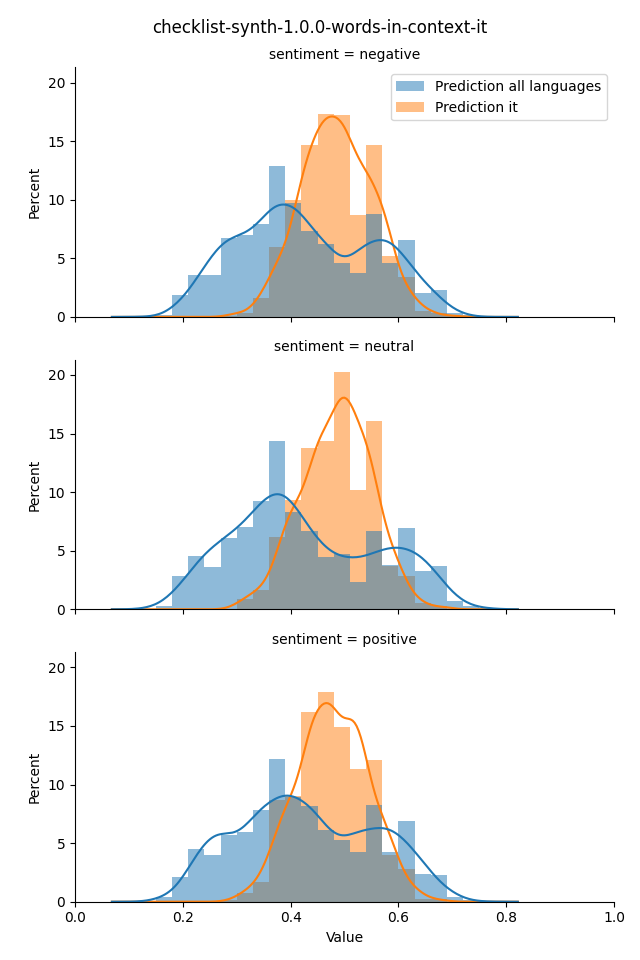 checklist-synth-1.0.0-words-in-context-it
sentiment = negative
20
15
10
5
0
Percent
Prediction all languages
Prediction it
sentiment = neutral
20
15
10
5
0
Percent
sentiment = positive
20
15
10
5
0
Percent
0.0 0.2 0.4 0.6 0.8 1.0
Value